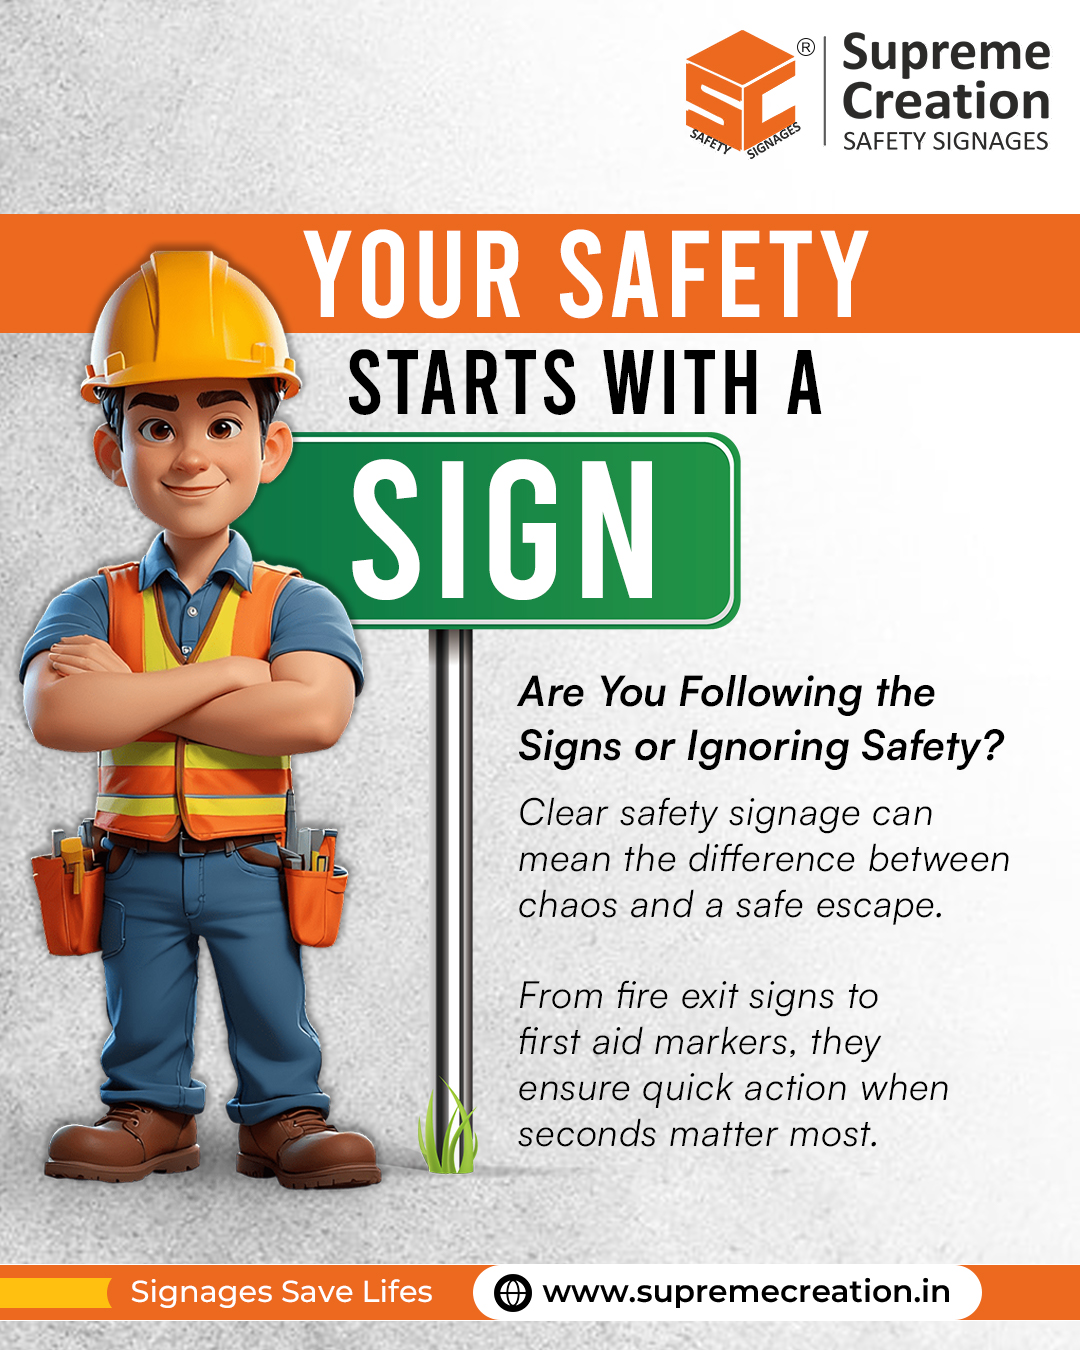 SC
®
SAFETY SIGNAGES
Supreme
Creation
SAFETY SIGNAGES
YOUR SAFETY
STARTS WITH A
SIGN
Are You Following the
Signs or Ignoring Safety?
Clear safety signage can
mean the difference between
chaos and a safe escape.
From fire exit signs to
first aid markers, they
ensure quick action when
seconds matter most.
Signages Save Lifes
www.supremecreation.in